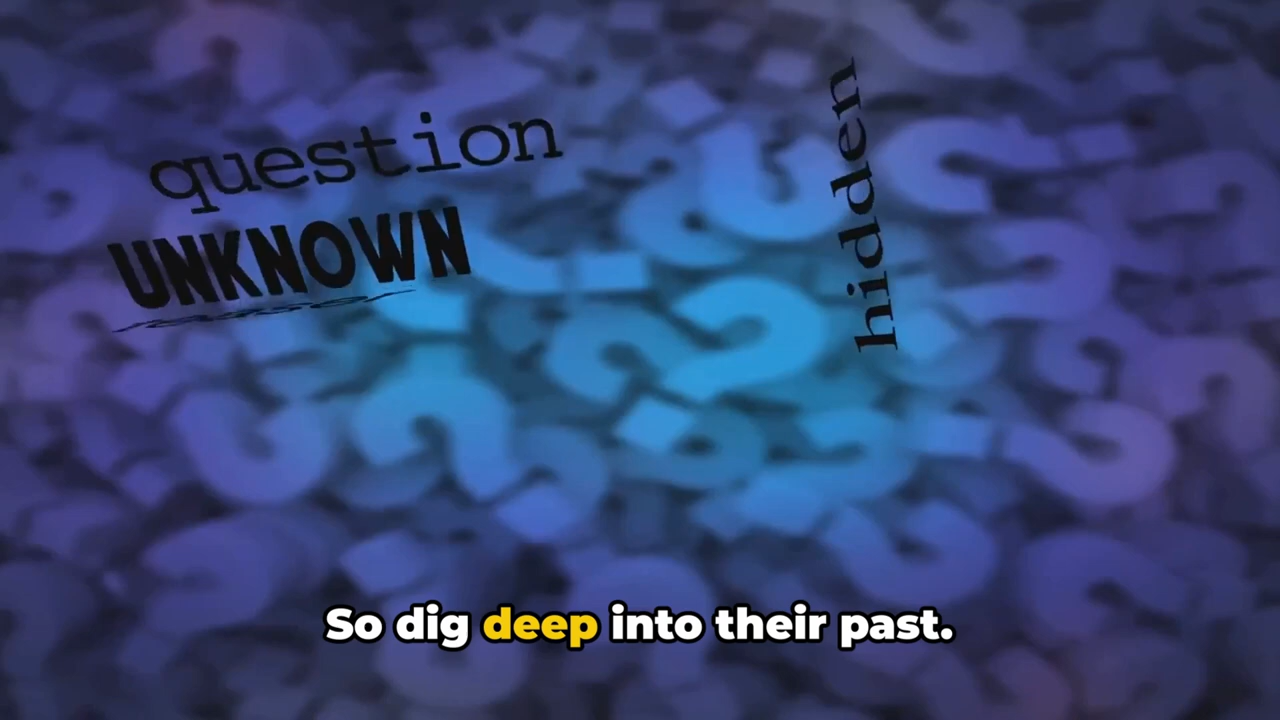 question
UNKNOWN
hidden
So dig deep into their past.